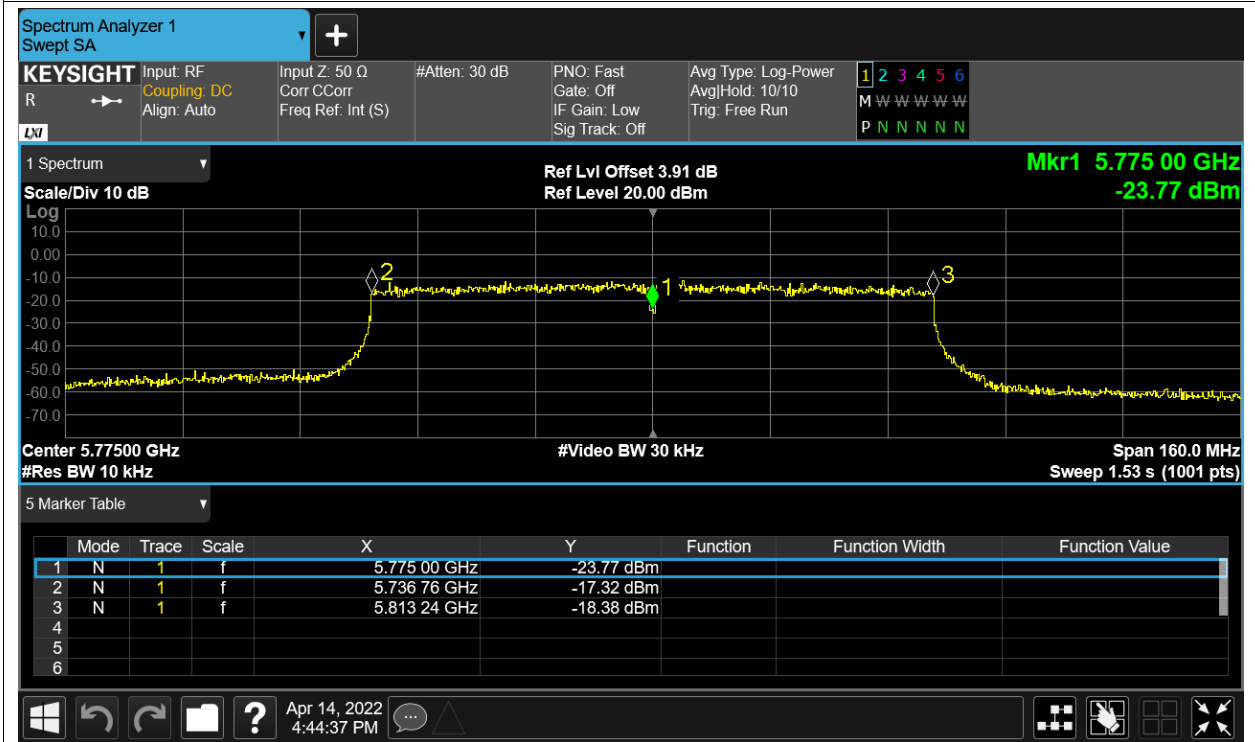 Spectrum Analyzer 1
Swept SA
KEYSIGHT Input: RF Input Z: 50 Ω #Atten: 30 dB PNO: Fast Avg Type: Log-Power 1 2 3 4 5 6
R Coupling: DC Corr CCorr Gate: Off Avg|Hold: 10/10 M W W W W W
Align: Auto Freq Ref: Int (S) IF Gain: Low Trig: Free Run
LXI Sig Track: Off P N N N N N
1 Spectrum Ref Lvl Offset 3.91 dB Mkr1 5.775 00 GHz
Scale/Div 10 dB Ref Level 20.00 dBm -23.77 dBm
Log
10.0
0.00
-10.0 2 3
-20.0 1
-30.0
-40.0
-50.0
-60.0
-70.0
Center 5.77500 GHz #Video BW 30 kHz Span 160.0 MHz
#Res BW 10 kHz Sweep 1.53 s (1001 pts)
5 Marker Table
Mode Trace Scale X Y Function Function Width Function Value
1 N 1 f 5.775 00 GHz -23.77 dBm
2 N 1 f 5.736 76 GHz -17.32 dBm
3 N 1 f 5.813 24 GHz -18.38 dBm
4
5
6
? Apr 14, 2022
4:44:37 PM